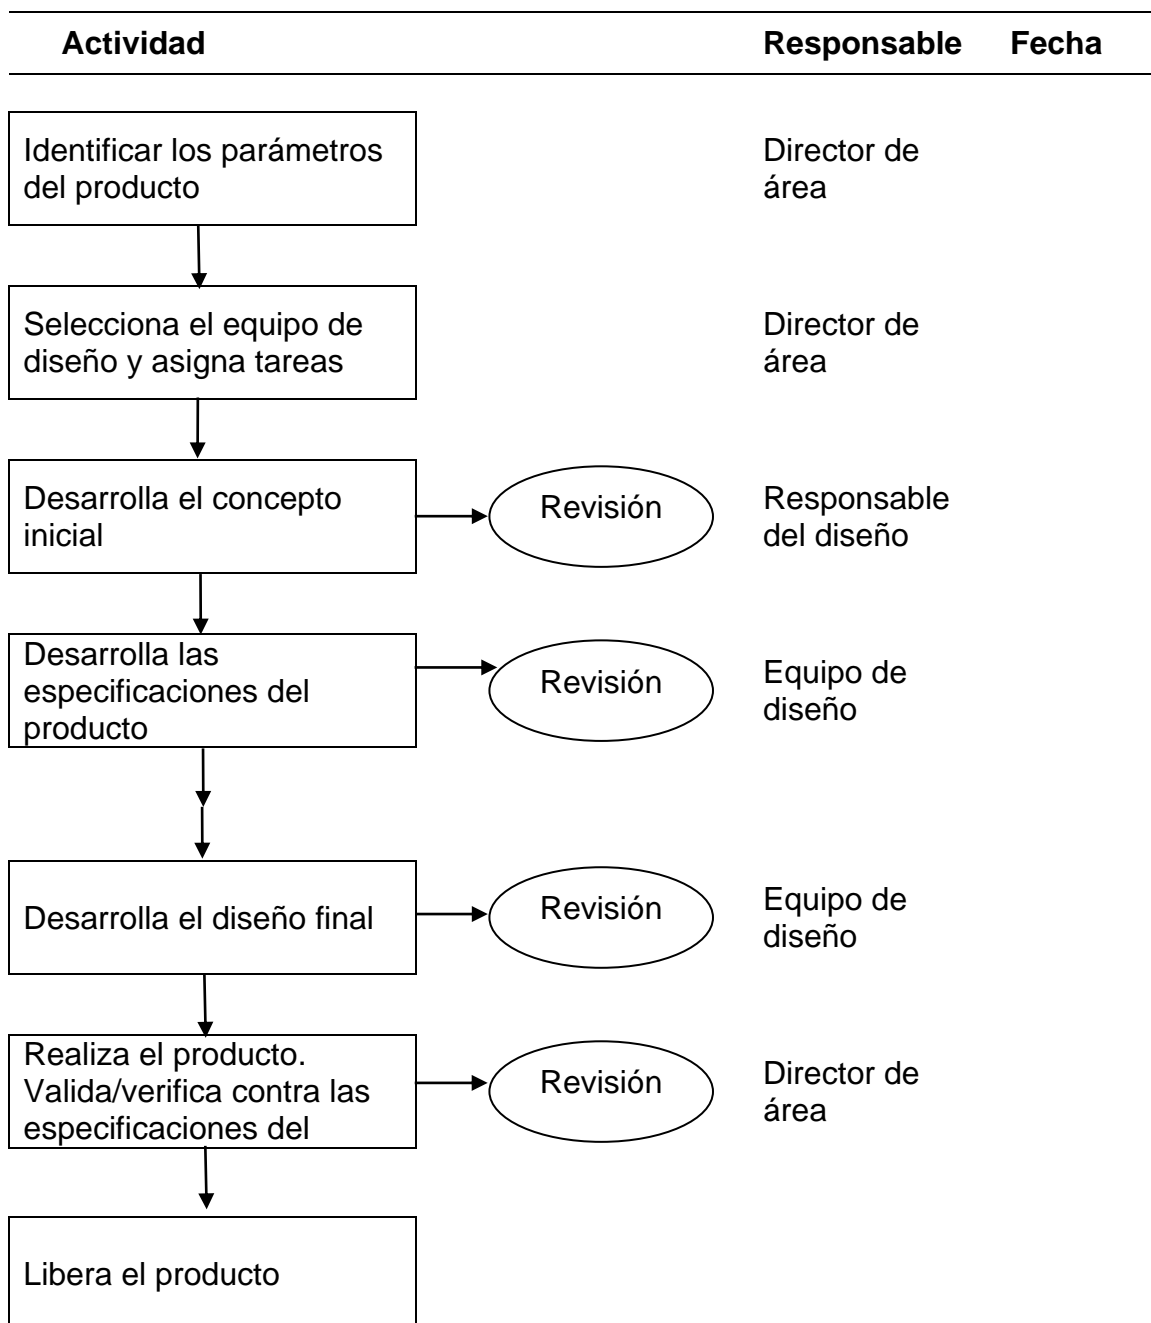 Actividad Responsable Fecha
Identificar los parámetros
del producto
Director de
área
Selecciona el equipo de
diseño y asigna tareas
Director de
área
Desarrolla el concepto
inicial
Revisión
Responsable
del diseño
Desarrolla las
especificaciones del
producto
Revisión
Equipo de
diseño
Desarrolla el diseño final
Revisión
Equipo de
diseño
Realiza el producto.
Valida/verifica contra las
especificaciones del
Revisión
Director de
área
Libera el producto